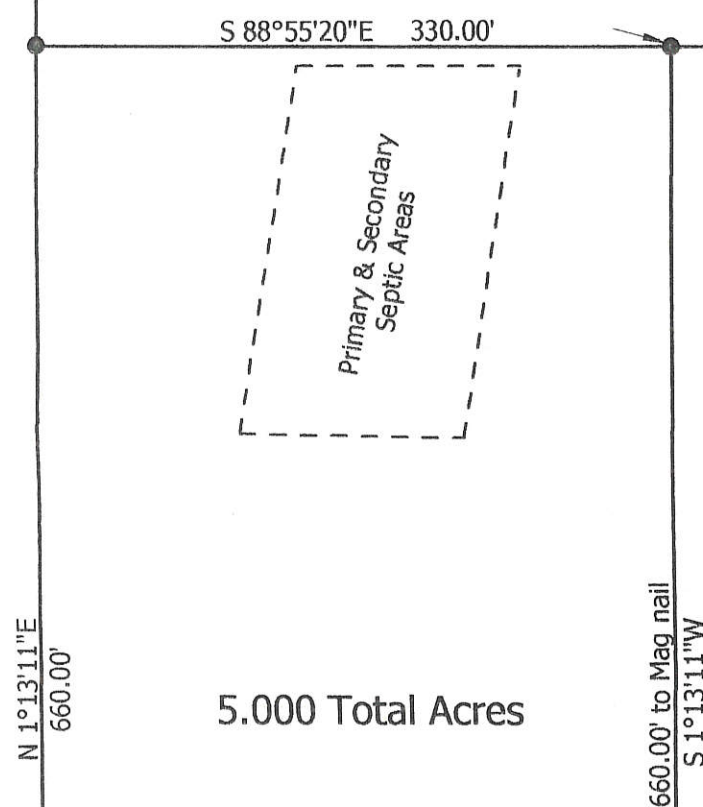 S 88°55'20"E 330.00'
Primary & Secondary
Septic Areas
N 1°13'11"E
660.00'
5.000 Total Acres
660.00' to Mag nail
S 1°13'11"W